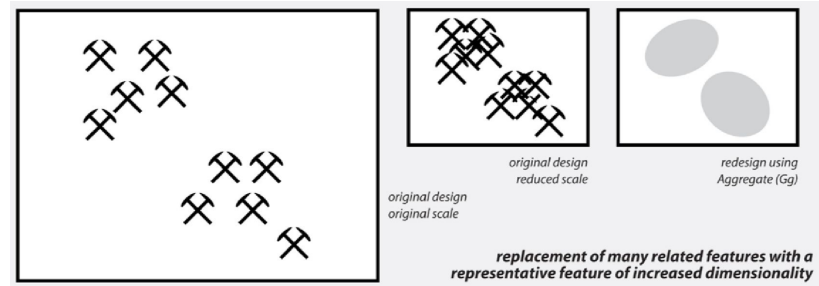 original design
original scale
original design
reduced scale
redesign using
Aggregate (Gg)
replacement of many related features with a
representative feature of increased dimensionality